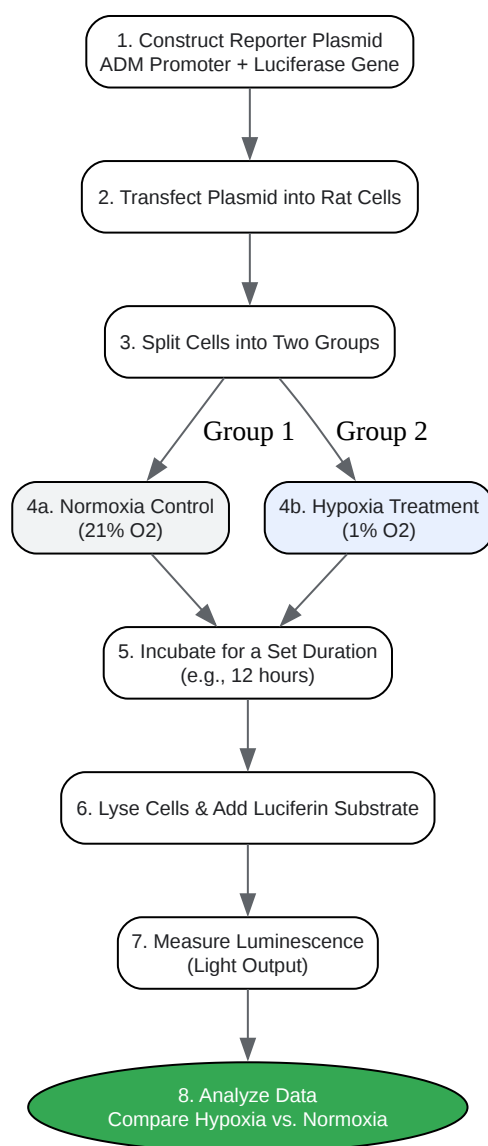 1. Construct Reporter Plasmid
ADM Promoter + Luciferase Gene
2. Transfect Plasmid into Rat Cells
3. Split Cells into Two Groups
Group 1
Group 2
4a. Normoxia Control
(21% O2)
4b. Hypoxia Treatment
(1% O2)
5. Incubate for a Set Duration
(e.g., 12 hours)
6. Lyse Cells & Add Luciferin Substrate
7. Measure Luminescence
(Light Output)
8. Analyze Data
Compare Hypoxia vs. Normoxia